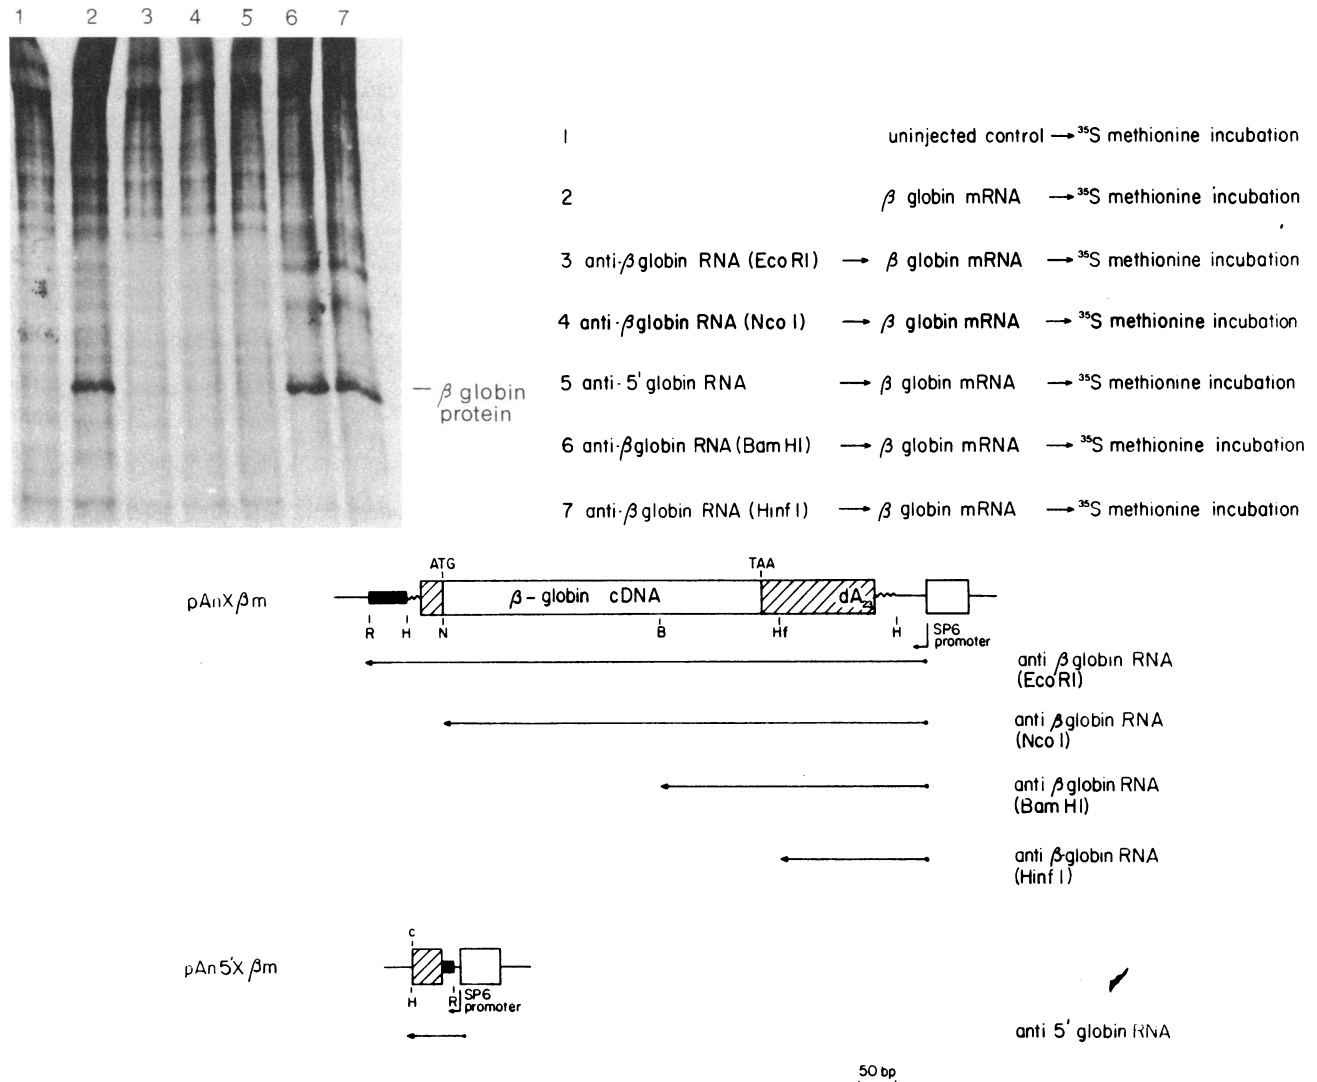 1 2 3 4 5 6 7
1 uninjected control → ³⁵S methionine incubation
2 β globin mRNA → ³⁵S methionine incubation
3 anti-β globin RNA (Eco RI) → β globin mRNA → ³⁵S methionine incubation
4 anti-β globin RNA (Nco I) → β globin mRNA → ³⁵S methionine incubation
5 anti-5' globin RNA → β globin mRNA → ³⁵S methionine incubation
6 anti-β globin RNA (Bam HI) → β globin mRNA → ³⁵S methionine incubation
7 anti-β globin RNA (Hinf I) → β globin mRNA → ³⁵S methionine incubation
— β globin
protein
ATG TAA
pAnXβm
β-globin cDNA dA₂₃
R H N B Hf H SP6
promoter
anti β globin RNA
(Eco RI)
anti β globin RNA
(Nco I)
anti β globin RNA
(Bam HI)
anti β-globin RNA
(Hinf I)
c
pAn5'Xβm
H R SP6
promoter
anti 5' globin RNA
50 bp